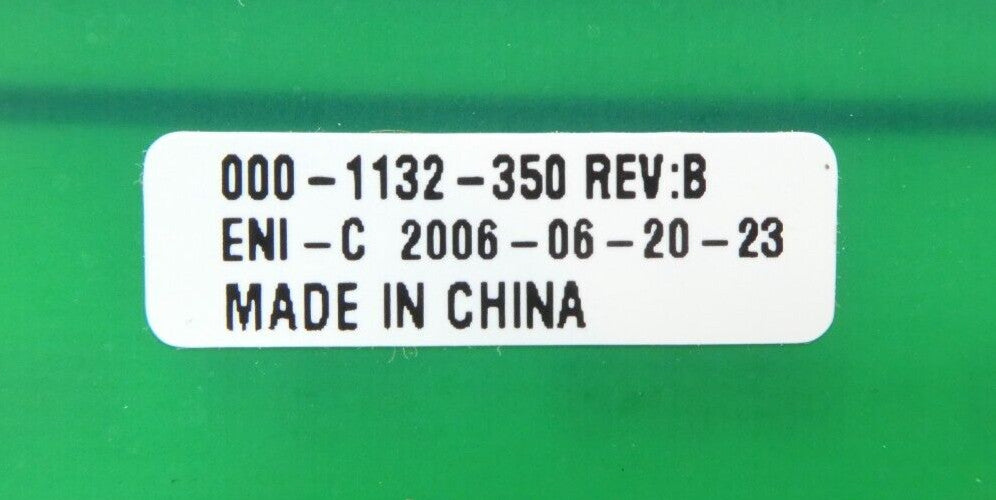 000-1132-350 REV:B
ENI-C 2006-06-20-23
MADE IN CHINA